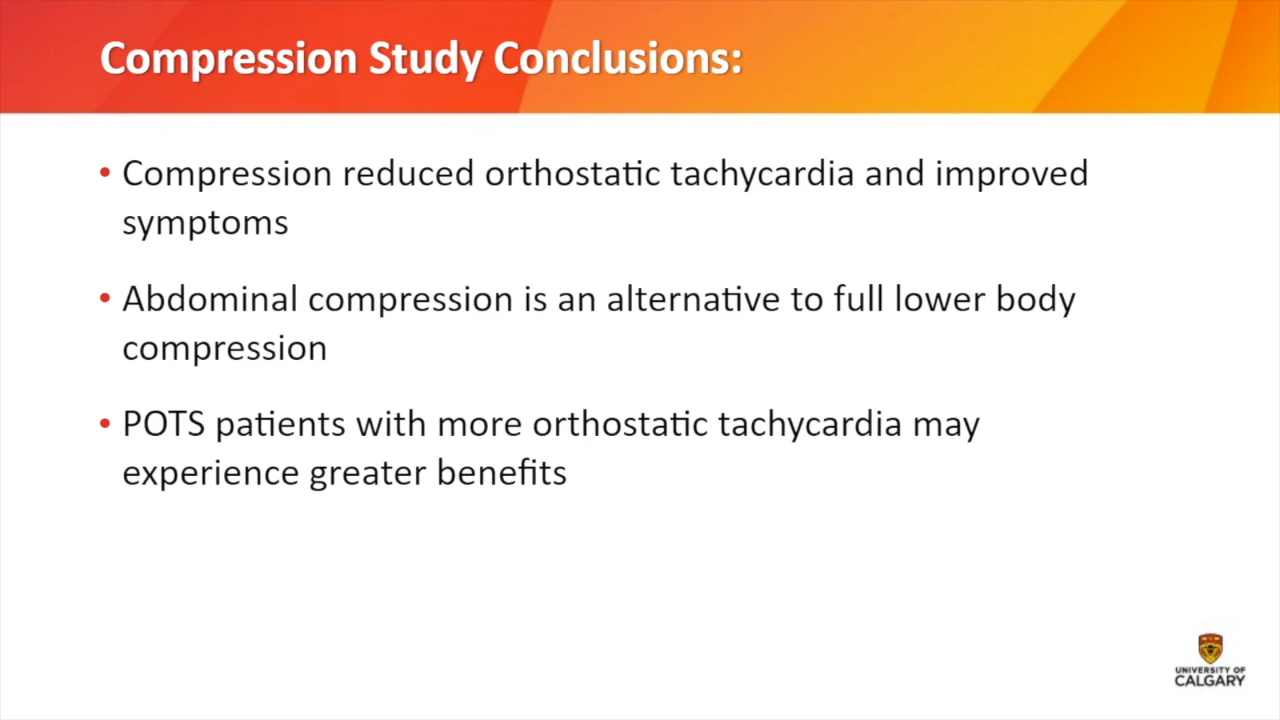 Compression Study Conclusions:
• Compression reduced orthostatic tachycardia and improved
symptoms
• Abdominal compression is an alternative to full lower body
compression
• POTS patients with more orthostatic tachycardia may
experience greater benefits
UNIVERSITY OF
CALGARY